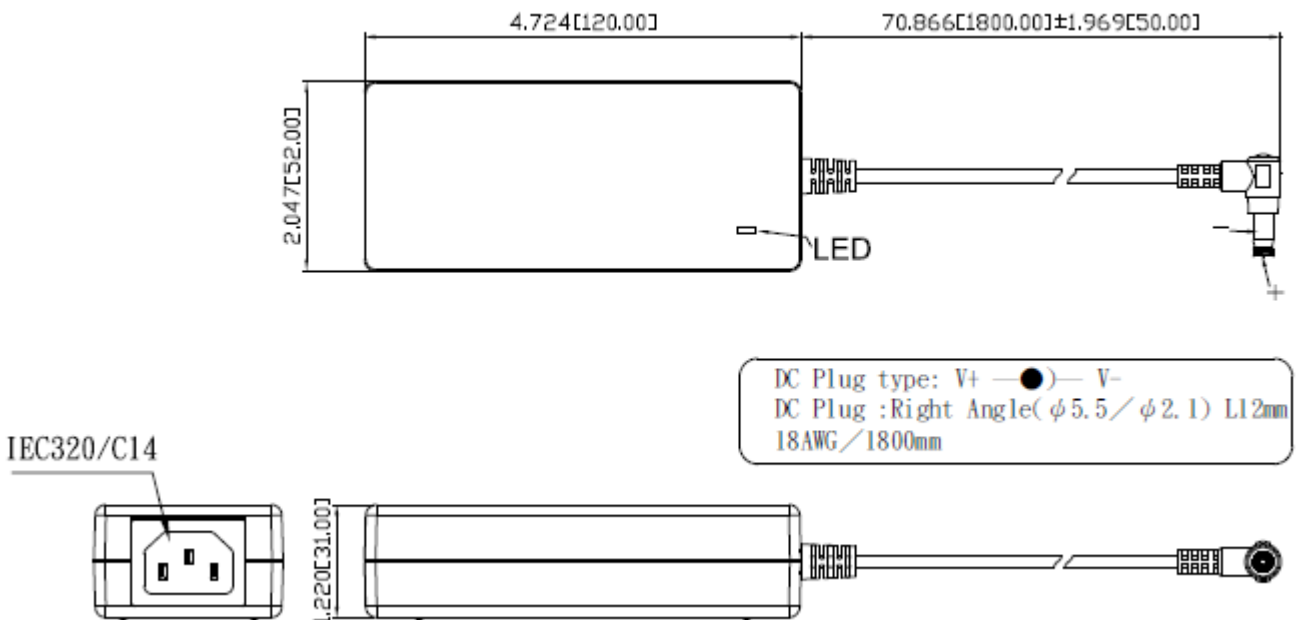 4.724[120.00]
70.866[1800.00]±1.969[50.00]
2.047[52.00]
LED
-
+
DC Plug type: V+ —●)— V-
DC Plug :Right Angle(φ5.5／φ2.1) L12mm
18AWG／1800mm
IEC320/C14
1.220[31.00]